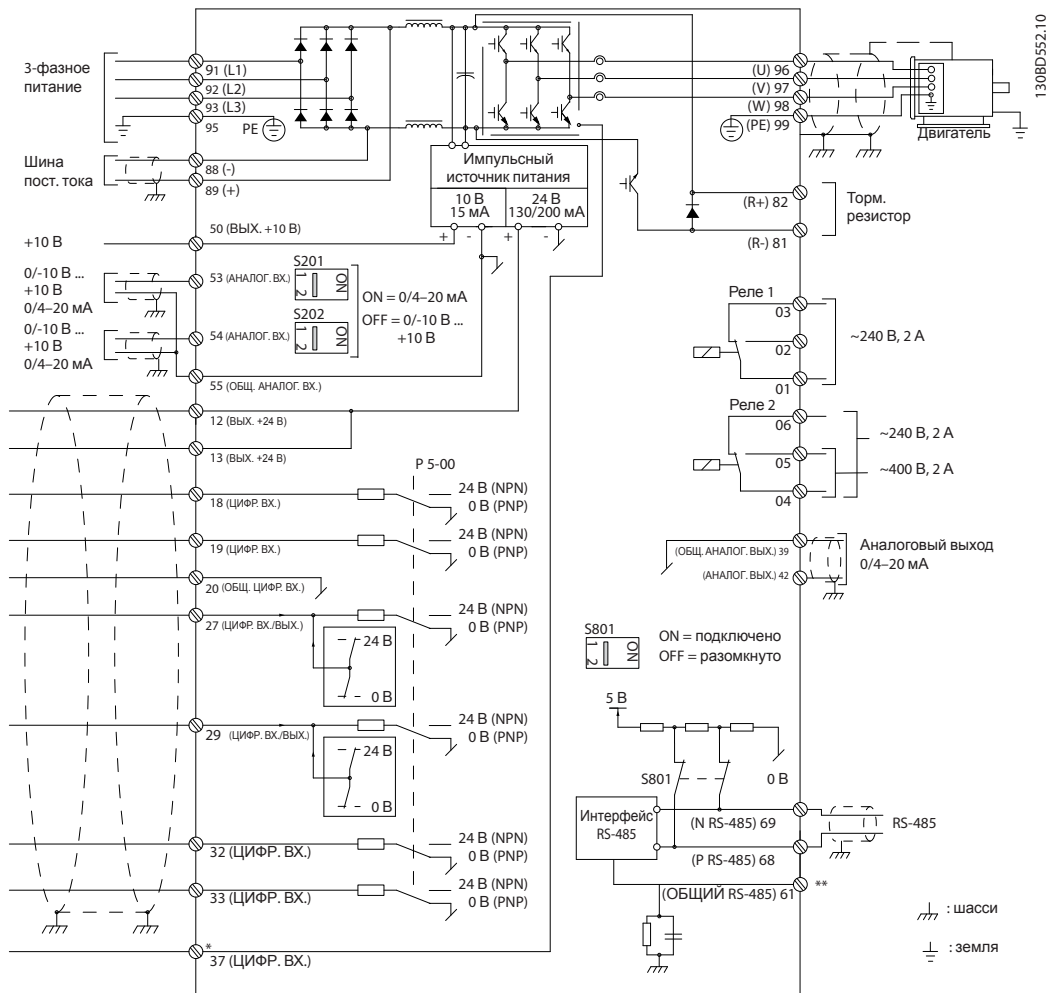 130BD552.10
3-фазное
питание
91 (L1)
92 (L2)
93 (L3)
95
PE
Шина
пост. тока
88 (-)
89 (+)
(U) 96
(V) 97
(W) 98
(PE) 99
Двигатель
Импульсный
источник питания
10 В
15 мА
24 В
130/200 мА
+
-
+
-
(R+) 82
(R-) 81
Торм.
резистор
+10 В
50 (ВЫХ. +10 В)
0/-10 В ...
+10 В
0/4–20 мА
0/-10 В ...
+10 В
0/4–20 мА
53 (АНАЛОГ. ВХ.)
54 (АНАЛОГ. ВХ.)
55 (ОБЩ. АНАЛОГ. ВХ.)
S201
1
2
ON
S202
1
2
ON
ON = 0/4–20 мА
OFF = 0/-10 В ...
+10 В
Реле 1
03
02
01
~240 В, 2 А
Реле 2
06
05
04
~240 В, 2 А
~400 В, 2 А
12 (ВЫХ. +24 В)
13 (ВЫХ. +24 В)
P 5-00
18 (ЦИФР. ВХ.)
24 В (NPN)
0 В (PNP)
19 (ЦИФР. ВХ.)
24 В (NPN)
0 В (PNP)
20 (ОБЩ. ЦИФР. ВХ.)
27 (ЦИФР. ВХ./ВЫХ.)
24 В (NPN)
0 В (PNP)
24 В
0 В
29 (ЦИФР. ВХ./ВЫХ.)
24 В (NPN)
0 В (PNP)
24 В
0 В
32 (ЦИФР. ВХ.)
24 В (NPN)
0 В (PNP)
33 (ЦИФР. ВХ.)
24 В (NPN)
0 В (PNP)
*
37 (ЦИФР. ВХ.)
(ОБЩ. АНАЛОГ. ВЫХ.) 39
(АНАЛОГ. ВЫХ.) 42
Аналоговый выход
0/4–20 мА
S801
1
2
ON
ON = подключено
OFF = разомкнуто
5 В
S801
0 В
Интерфейс
RS-485
(N RS-485) 69
(P RS-485) 68
(ОБЩИЙ RS-485) 61
RS-485
**
: шасси
: земля